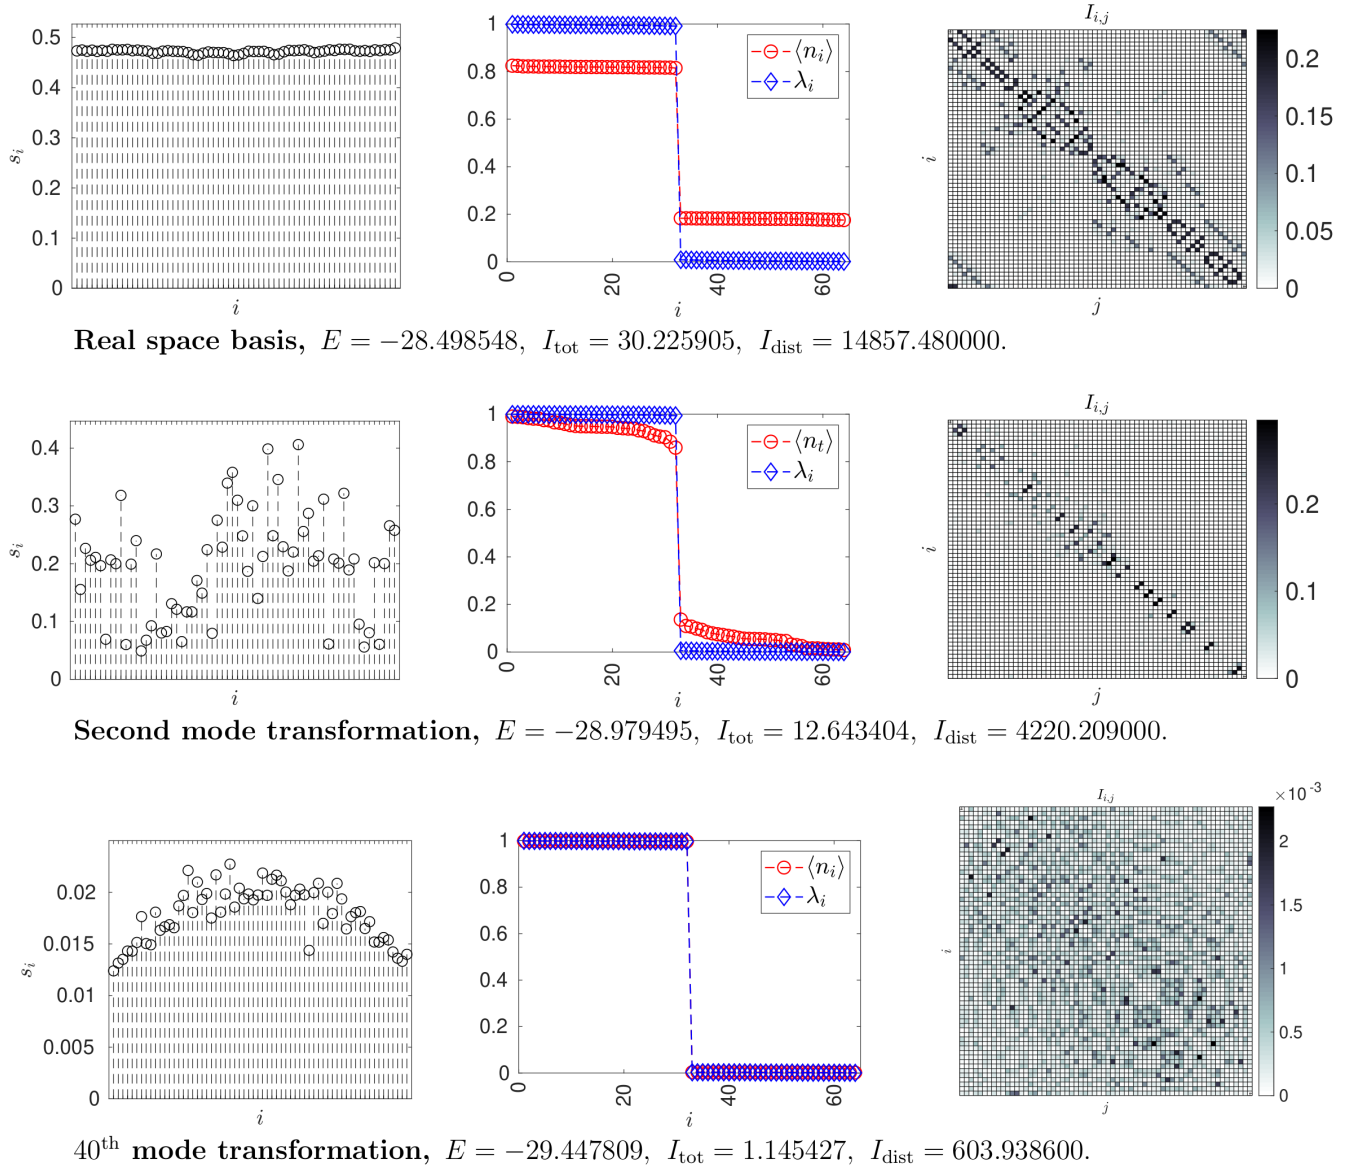 I_{i,j}
0.5
0.4
0.3
0.2
0.1
0
s_i
i
1
0.8
0.6
0.4
0.2
0
0 20 40 60
i
⟨n_i⟩
λ_i
i
j
0.2
0.15
0.1
0.05
0
Real space basis, E = −28.498548, I_tot = 30.225905, I_dist = 14857.480000.
I_{i,j}
0.4
0.3
0.2
0.1
0
s_i
i
1
0.8
0.6
0.4
0.2
0
0 20 40 60
i
⟨n_t⟩
λ_i
i
j
0.2
0.1
0
Second mode transformation, E = −28.979495, I_tot = 12.643404, I_dist = 4220.209000.
0.02
0.015
0.01
0.005
0
s_i
i
1
0.8
0.6
0.4
0.2
0
0 20 40 60
i
⟨n_i⟩
λ_i
I_{i,j}
×10^-3
i
j
2
1.5
1
0.5
0
40^th mode transformation, E = −29.447809, I_tot = 1.145427, I_dist = 603.938600.